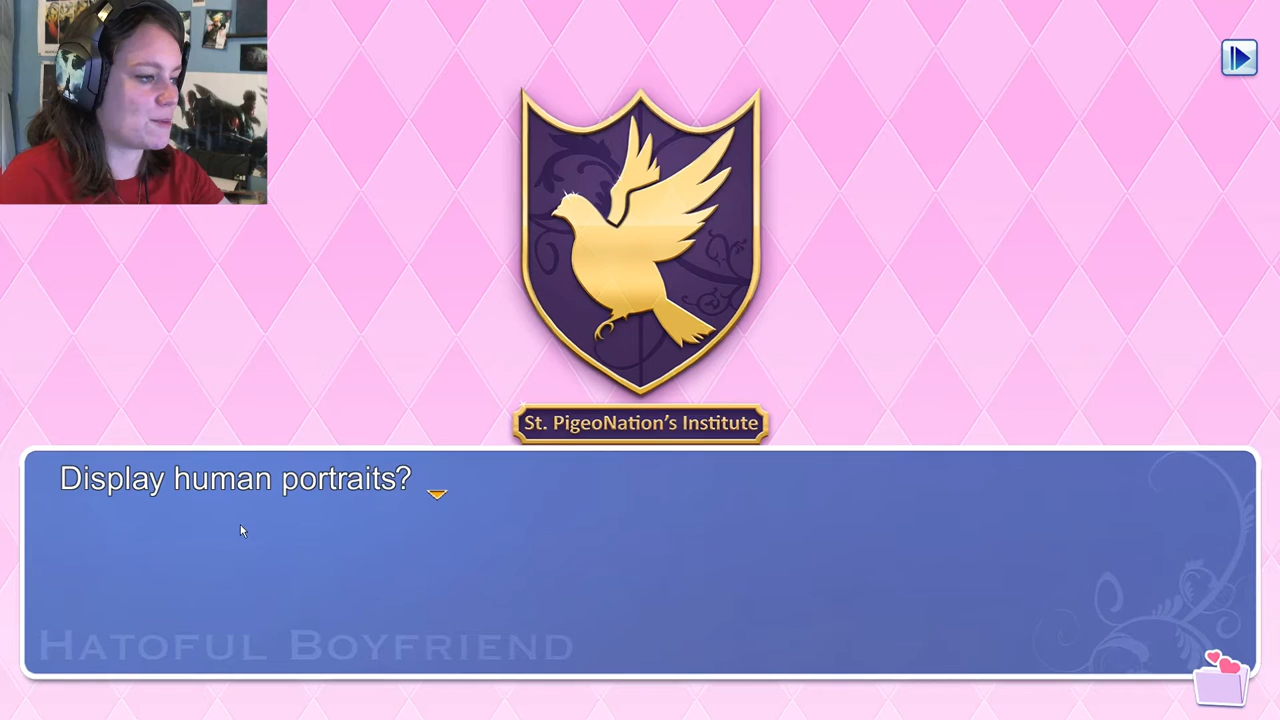 St. PigeoNation's Institute
Display human portraits?
HATOFUL BOYFRIEND